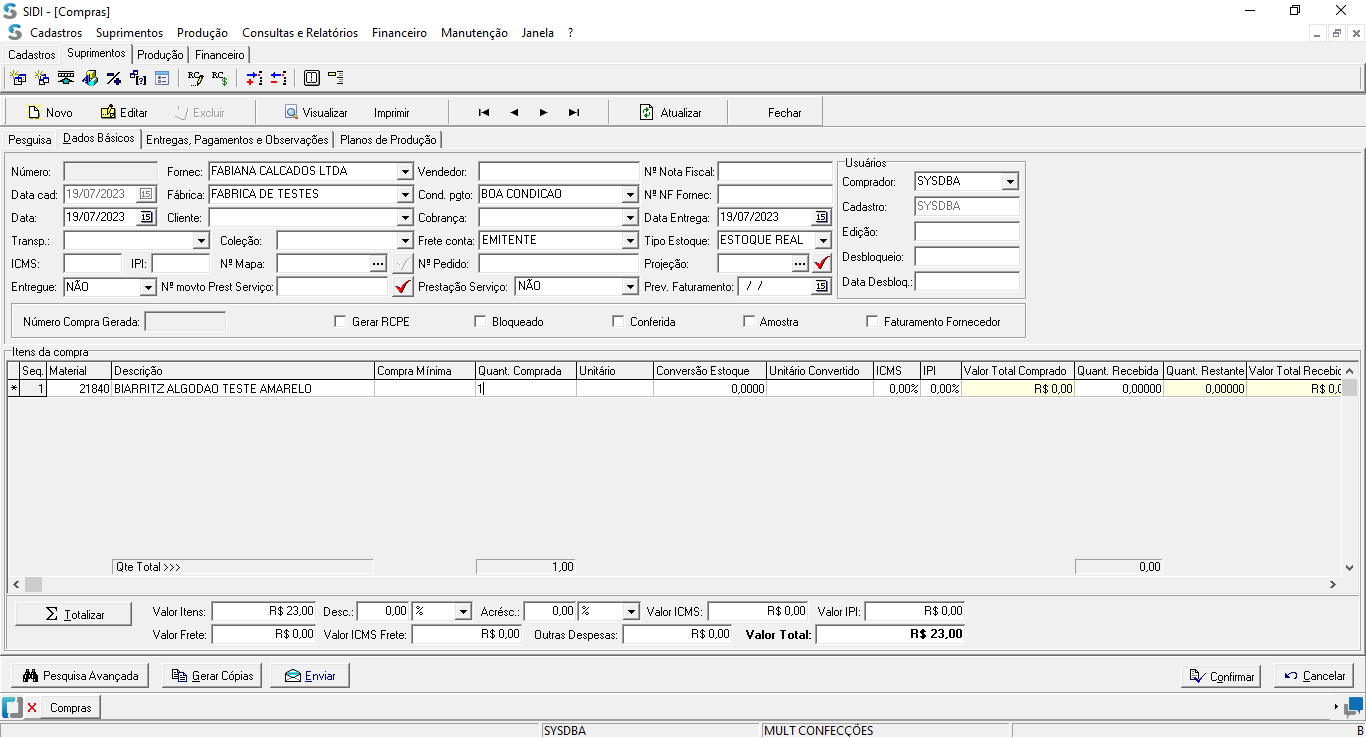 SIDI - [Compras]
Cadastros Suprimentos Produção Consultas e Relatórios Financeiro Manutenção Janela ?
Cadastros Suprimentos Produção Financeiro
Novo Editar Excluir Visualizar Imprimir Atualizar Fechar
Pesquisa Dados Básicos Entregas, Pagamentos e Observações Planos de Produção
Usuários
Número: Fornec: FABIANA CALCADOS LTDA Vendedor: Nº Nota Fiscal:
Comprador: SYSDBA
Data cad: 19/07/2023 15 Fábrica: FABRICA DE TESTES Cond. pgto: BOA CONDICAO Nº NF Fornec:
Cadastro: SYSDBA
Data: 19/07/2023 15 Cliente: Cobrança: Data Entrega: 19/07/2023 15
Edição:
Transp.: Coleção: Frete conta: EMITENTE Tipo Estoque: ESTOQUE REAL
Desbloqueio:
ICMS: IPI: Nº Mapa: ... Nº Pedido: Projeção: ...
Data Desbloq.:
Entregue: NÃO Nº movto Prest Serviço: Prestação Serviço: NÃO Prev. Faturamento: / / 15
Número Compra Gerada: Gerar RCPE Bloqueado Conferida Amostra Faturamento Fornecedor
Itens da compra
Seq. Material Descrição Compra Mínima Quant. Comprada Unitário Conversão Estoque Unitário Convertido ICMS IPI Valor Total Comprado Quant. Recebida Quant. Restante Valor Total Recebid
* 1 21840 BIARRITZ ALGODAO TESTE AMARELO 1 0,0000 0,00% 0,00% R$ 0,00 0,00000 0,00000 R$ 0,0
Qte Total >>> 1,00 0,00
Σ Totalizar Valor Itens: R$ 23,00 Desc.: 0,00 % Acrésc.: 0,00 % Valor ICMS: R$ 0,00 Valor IPI: R$ 0,00
Valor Frete: R$ 0,00 Valor ICMS Frete: R$ 0,00 Outras Despesas: R$ 0,00 Valor Total: R$ 23,00
Pesquisa Avançada Gerar Cópias Enviar Confirmar Cancelar
Compras
SYSDBA MULT CONFECÇÕES B